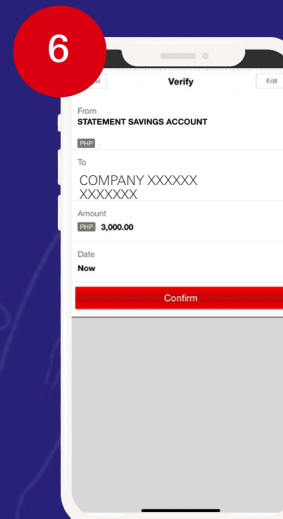 6
Verify
Edit
From
STATEMENT SAVINGS ACCOUNT
PHP
To
COMPANY XXXXXX
XXXXXXX
Amount
PHP 3,000.00
Date
Now
Confirm